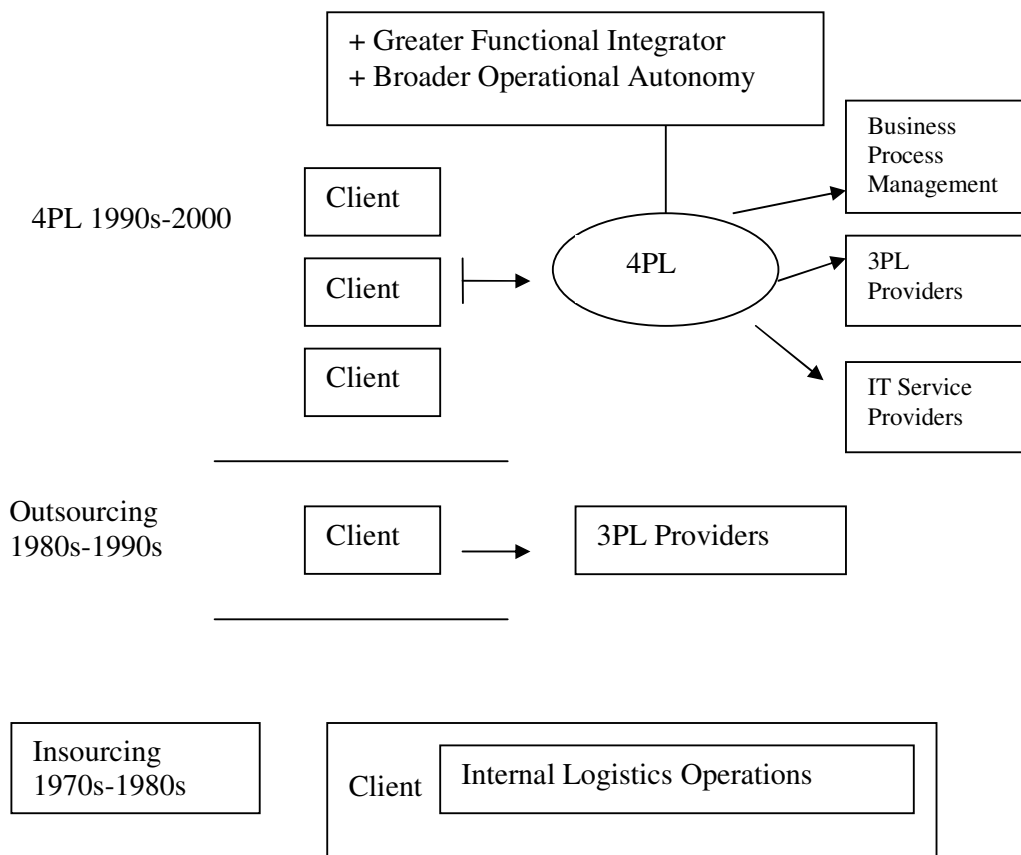 + Greater Functional Integrator
+ Broader Operational Autonomy
Business
Process
Management
4PL 1990s-2000
Client
Client
Client
4PL
3PL
Providers
IT Service
Providers
Outsourcing
1980s-1990s
Client
3PL Providers
Insourcing
1970s-1980s
Client
Internal Logistics Operations